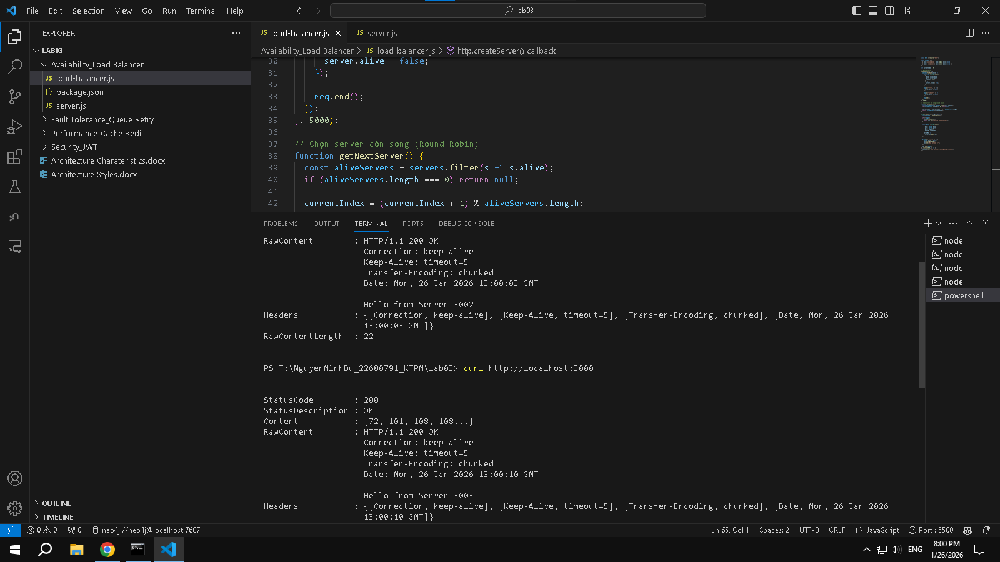 File Edit Selection View Go Run Terminal Help
lab03
EXPLORER
LAB03
Availability_Load Balancer
JS load-balancer.js
{} package.json
JS server.js
Fault Tolerance_Queue Retry
Performance_Cache Redis
Security_JWT
Architecture Charateristics.docx
Architecture Styles.docx
OUTLINE
TIMELINE
JS load-balancer.js
JS server.js
Availability_Load Balancer > JS load-balancer.js > http.createServer() callback
30 server.alive = false;
31 });
32
33 req.end();
34 });
35 }, 5000);
36
37 // Chọn server còn sống (Round Robin)
38 function getNextServer() {
39 const aliveServers = servers.filter(s => s.alive);
40 if (aliveServers.length === 0) return null;
41
42 currentIndex = (currentIndex + 1) % aliveServers.length;
PROBLEMS OUTPUT TERMINAL PORTS DEBUG CONSOLE
RawContent : HTTP/1.1 200 OK
Connection: keep-alive
Keep-Alive: timeout=5
Transfer-Encoding: chunked
Date: Mon, 26 Jan 2026 13:00:03 GMT
Hello from Server 3002
Headers : {[Connection, keep-alive], [Keep-Alive, timeout=5], [Transfer-Encoding, chunked], [Date, Mon, 26 Jan 2026
13:00:03 GMT]}
RawContentLength : 22
PS T:\NguyenMinhDu_22680791_KTPM\lab03> curl http://localhost:3000
StatusCode : 200
StatusDescription : OK
Content : {72, 101, 108, 108...}
RawContent : HTTP/1.1 200 OK
Connection: keep-alive
Keep-Alive: timeout=5
Transfer-Encoding: chunked
Date: Mon, 26 Jan 2026 13:00:10 GMT
Hello from Server 3003
Headers : {[Connection, keep-alive], [Keep-Alive, timeout=5], [Transfer-Encoding, chunked], [Date, Mon, 26 Jan 2026
13:00:10 GMT]}
node
node
node
node
powershell
0 0 0 neo4j://neo4j@localhost:7687
Ln 65, Col 1 Spaces: 2 UTF-8 CRLF {} JavaScript Port : 5500
ENG
8:00 PM
1/26/2026